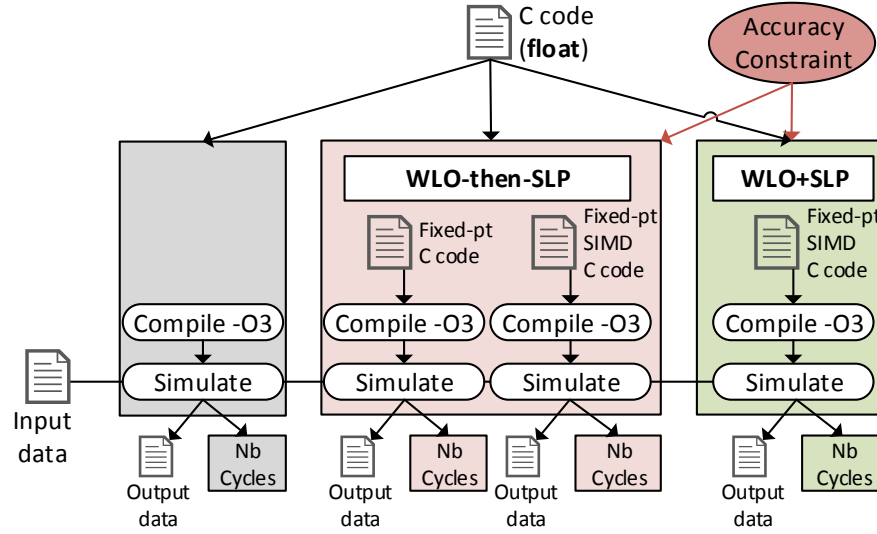 C code
(float)
Accuracy
Constraint
WLO-then-SLP
WLO+SLP
Fixed-pt
C code
Fixed-pt
SIMD
C code
Fixed-pt
SIMD
C code
Compile -O3
Compile -O3
Compile -O3
Compile -O3
Input
data
Simulate
Simulate
Simulate
Simulate
Output
data
Nb
Cycles
Output
data
Nb
Cycles
Output
data
Nb
Cycles
Output
data
Nb
Cycles